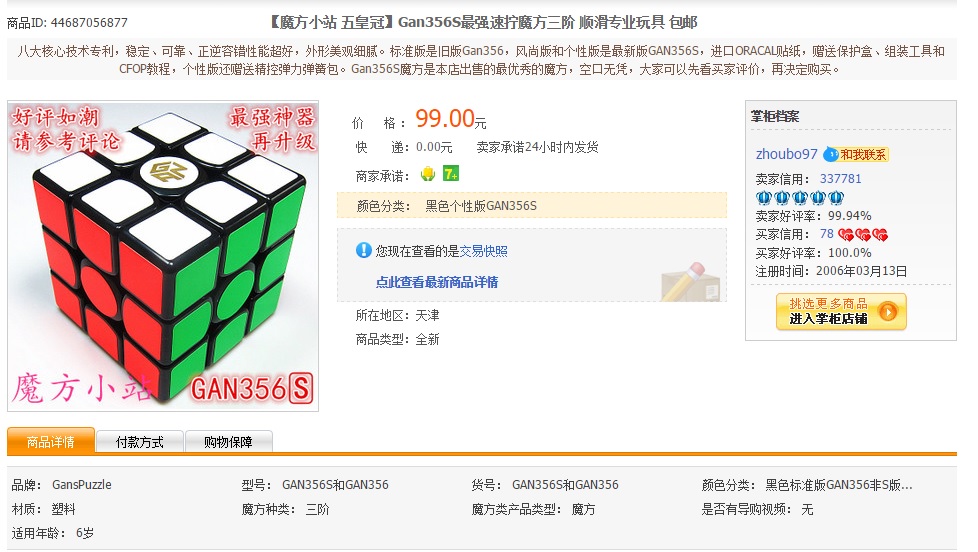 商品ID: 44687056877
【魔方小站 五皇冠】Gan356S最强速拧魔方三阶 顺滑专业玩具 包邮
八大核心技术专利，稳定、可靠、正逆容错性能超好，外形美观细腻。标准版是旧版Gan356，风尚版和个性版是最新版GAN356S，进口ORACAL贴纸，赠送保护盒、组装工具和
CFOP教程，个性版还赠送精控弹力弹簧包。Gan356S魔方是本店出售的最优秀的魔方，空口无凭，大家可以先看买家评价，再决定购买。
好评如潮
请参考评论
最强神器
再升级
魔方小站
GAN356S
价 格：99.00元
快 递：0.00元 卖家承诺24小时内发货
商家承诺： 7+
颜色分类： 黑色个性版GAN356S
您现在查看的是交易快照
点此查看最新商品详情
所在地区：天津
商品类型：全新
掌柜档案
zhoubo97 和我联系
卖家信用： 337781
卖家好评率：99.94%
买家信用： 78
买家好评率：100.0%
注册时间：2006年03月13日
挑选更多商品
进入掌柜店铺
商品详情 付款方式 购物保障
品牌： GansPuzzle 型号： GAN356S和GAN356 货号： GAN356S和GAN356 颜色分类： 黑色标准版GAN356非S版...
材质： 塑料 魔方种类： 三阶 魔方类产品类型： 魔方 是否有导购视频： 无
适用年龄： 6岁